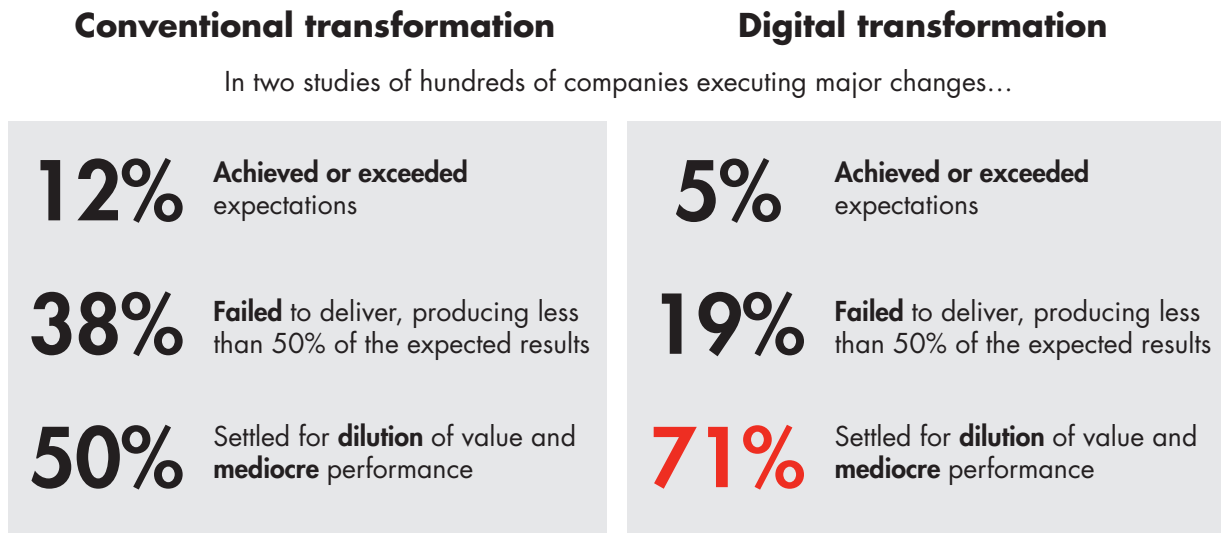 Conventional transformation
Digital transformation
In two studies of hundreds of companies executing major changes…
12%
Achieved or exceeded
expectations
38%
Failed to deliver, producing less
than 50% of the expected results
50%
Settled for dilution of value and
mediocre performance
5%
Achieved or exceeded
expectations
19%
Failed to deliver, producing less
than 50% of the expected results
71%
Settled for dilution of value and
mediocre performance